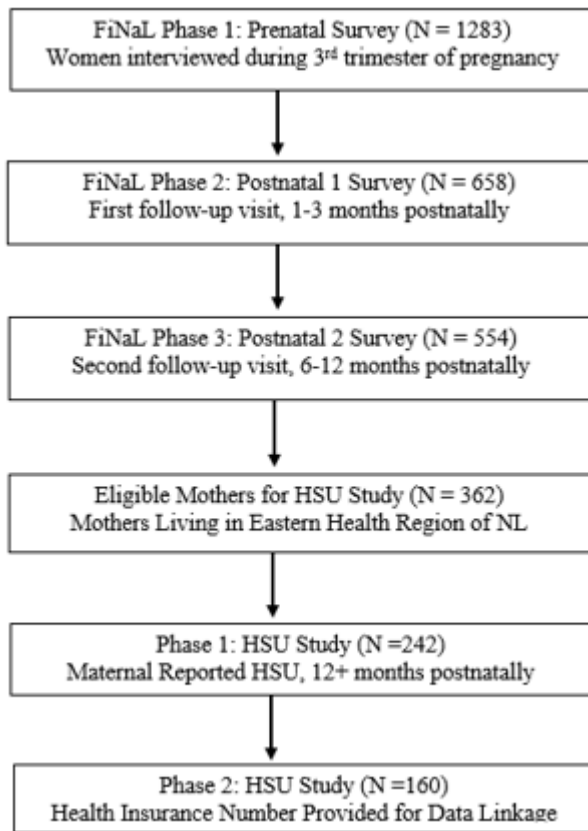 FiNaL Phase 1: Prenatal Survey (N = 1283)
Women interviewed during 3rd trimester of pregnancy
FiNaL Phase 2: Postnatal 1 Survey (N = 658)
First follow-up visit, 1-3 months postnatally
FiNaL Phase 3: Postnatal 2 Survey (N = 554)
Second follow-up visit, 6-12 months postnatally
Eligible Mothers for HSU Study (N = 362)
Mothers Living in Eastern Health Region of NL
Phase 1: HSU Study (N =242)
Maternal Reported HSU, 12+ months postnatally
Phase 2: HSU Study (N =160)
Health Insurance Number Provided for Data Linkage